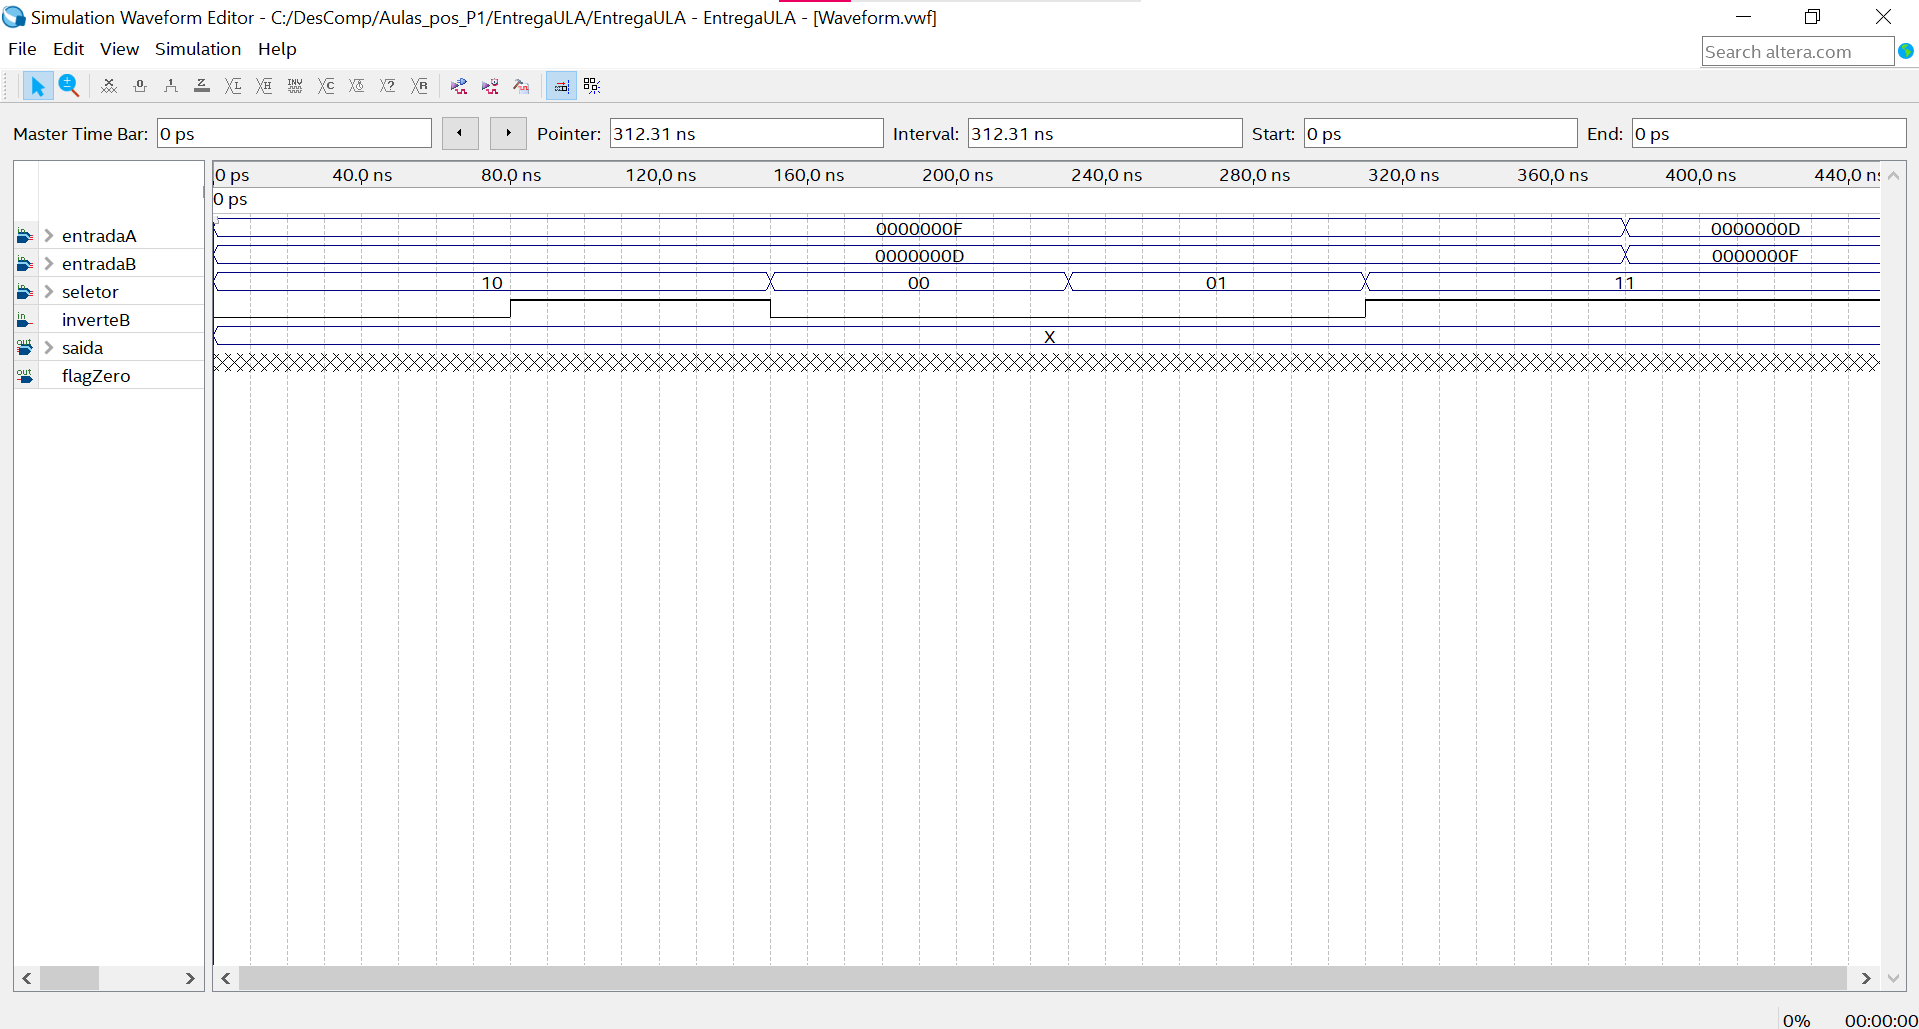 Simulation Waveform Editor - C:/DesComp/Aulas_pos_P1/EntregaULA/EntregaULA - EntregaULA - [Waveform.vwf]
File Edit View Simulation Help
Search altera.com
Master Time Bar: 0 ps Pointer: 312.31 ns Interval: 312.31 ns Start: 0 ps End: 0 ps
0 ps 40,0 ns 80,0 ns 120,0 ns 160,0 ns 200,0 ns 240,0 ns 280,0 ns 320,0 ns 360,0 ns 400,0 ns 440,0 ns
0 ps
entradaA 0000000F 0000000D
entradaB 0000000D 0000000F
seletor 10 00 01 11
inverteB
saida X
flagZero
0% 00:00:00